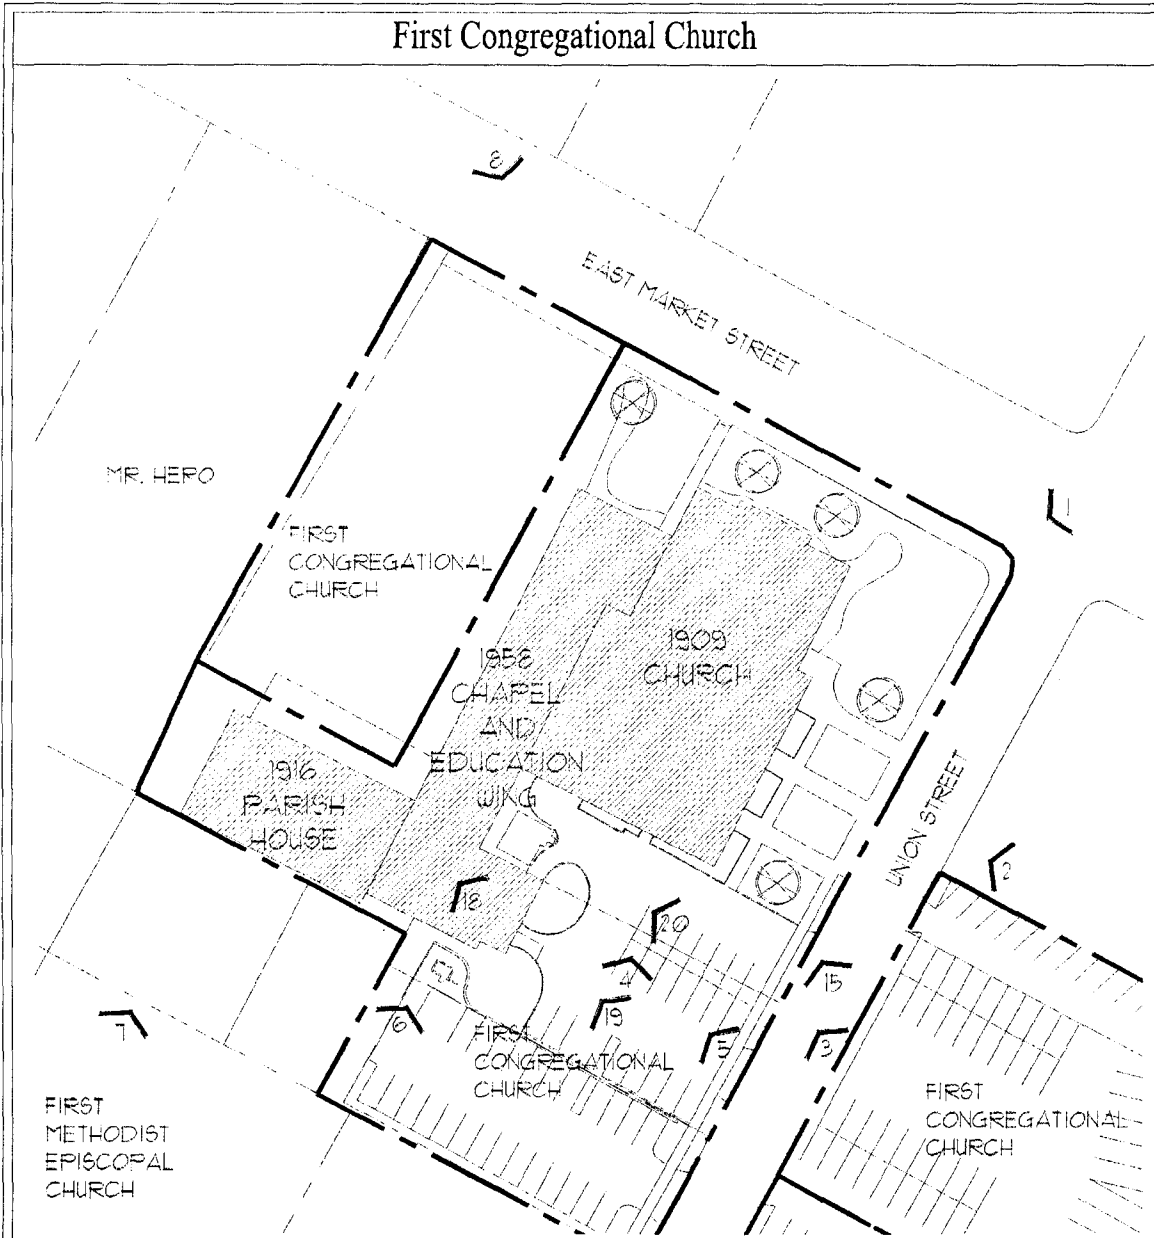 First Congregational Church
8
EAST MARKET STREET
MR. HERO
1
FIRST
CONGREGATIONAL
CHURCH
1909
CHURCH
1958
CHAPEL
AND
EDUCATION
WING
1916
PARISH
HOUSE
UNION STREET
2
18
20
4
15
7
6
19
5
3
FIRST
CONGREGATIONAL
CHURCH
FIRST
CONGREGATIONAL
CHURCH
FIRST
METHODIST
EPISCOPAL
CHURCH